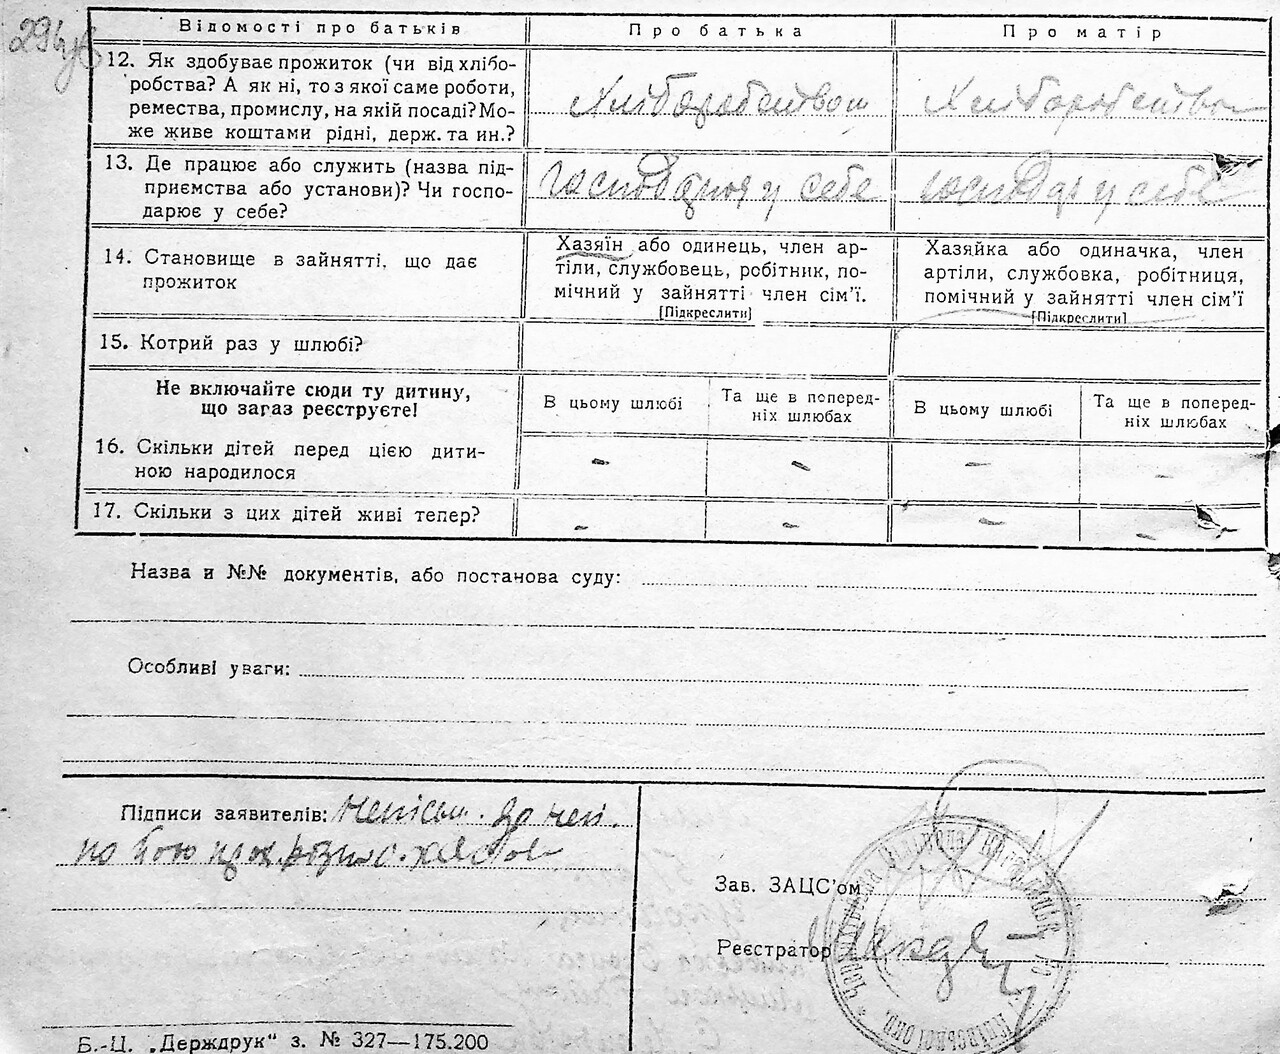 Відомості про батьків
Про батька
Про матір
12. Як здобуває прожиток (чи від хлібо-
робства? А як ні, то з якої саме роботи,
ремества, промислу, на якій посаді? Мо-
же живе коштами рідні, держ. та ин.?
Хліборобством
Хліборобством
13. Де працює або служить (назва під-
приємства або установи)? Чи госпо-
дарює у себе?
у себе
у себе
14. Становище в зайнятті, що дає
прожиток
Хазяїн або одинець, член ар-
тіли, службовець, робітник, по-
мічний у зайнятті член сім’ї.
[Підкреслити]
Хазяйка або одиначка, член
артіли, службовка, робітниця,
помічний у зайнятті член сім’ї
[Підкреслити]
15. Котрий раз у шлюбі?
Не включайте сюди ту дитину,
що зараз реєструєте!
В цьому шлюбі
Та ще в поперед-
ніх шлюбах
В цьому шлюбі
Та ще в поперед-
ніх шлюбах
16. Скільки дітей перед цією дити-
ною народилося
- - - -
17. Скільки з цих дітей живі тепер?
- - - -
Назва и №№ документів, або постанова суду:
Особливі уваги:
Підписи заявителів:
Зав. ЗАЦС’ом
Реєстратор
Б.-Ц. „Держдрук“ з. № 327—175.200